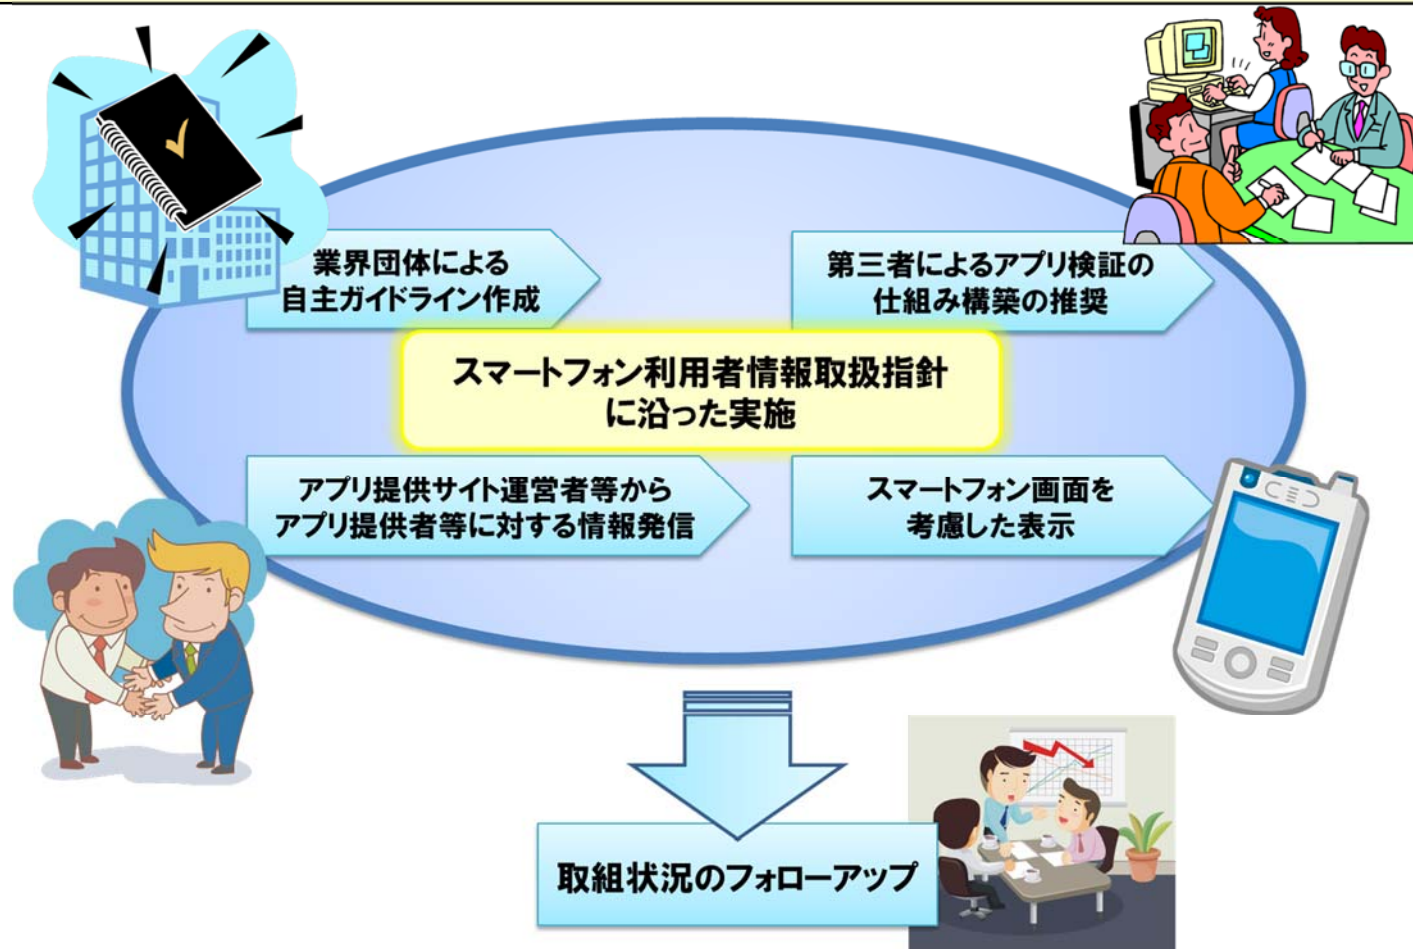 業界団体による
自主ガイドライン作成
第三者によるアプリ検証の
仕組み構築の推奨
スマートフォン利用者情報取扱指針
に沿った実施
アプリ提供サイト運営者等から
アプリ提供者等に対する情報発信
スマートフォン画面を
考慮した表示
取組状況のフォローアップ